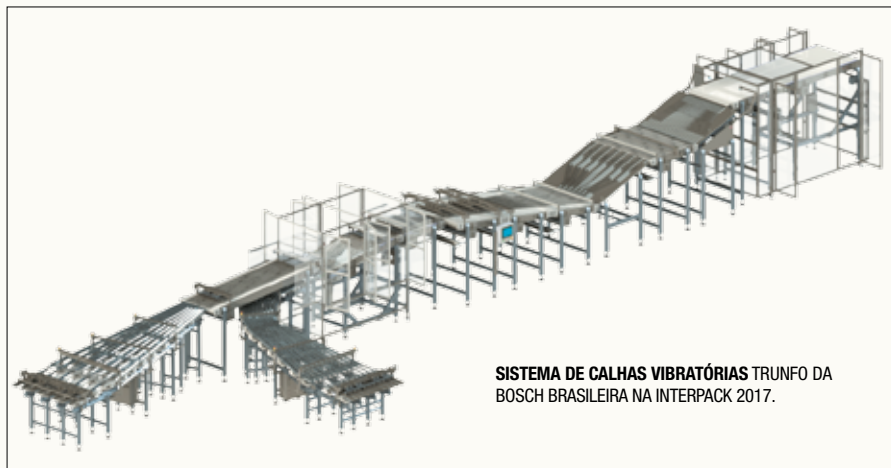 SISTEMA DE CALHAS VIBRATÓRIAS TRUNFO DA
BOSCH BRASILEIRA NA INTERPACK 2017.